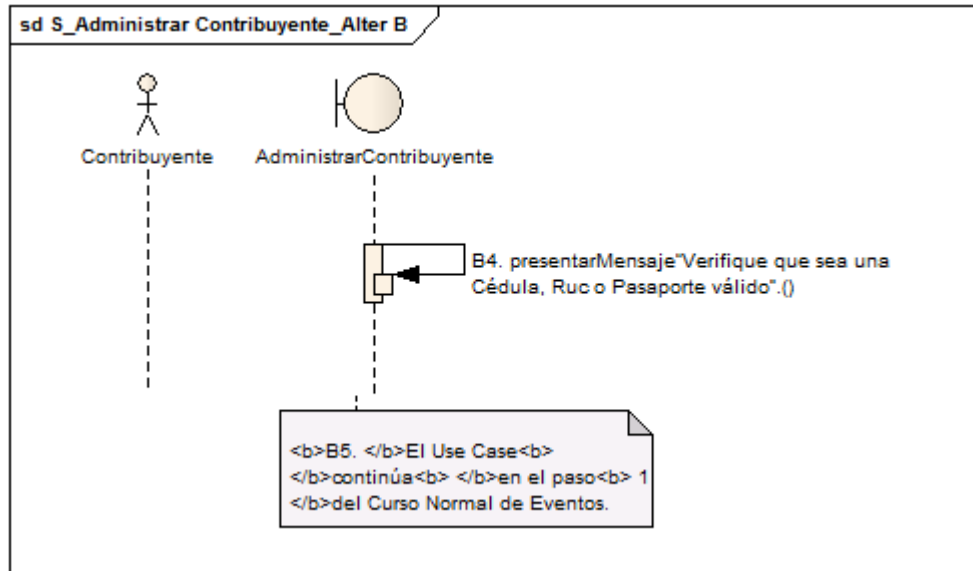 sd S_Administrar Contribuyente_Alter B
Contribuyente
AdministrarContribuyente
B4. presentarMensaje"Verifique que sea una
Cédula, Ruc o Pasaporte válido".()
<b>B5. </b>El Use Case<b>
</b>continúa<b> </b>en el paso<b> 1
</b>del Curso Normal de Eventos.